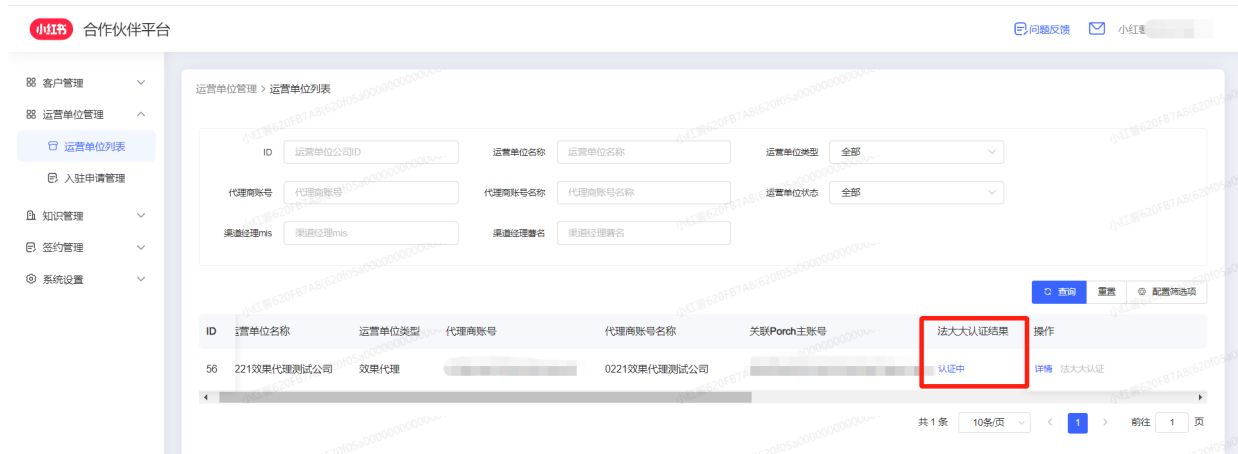 小红书 合作伙伴平台 问题反馈 小红薯
客户管理
运营单位管理
运营单位列表
入驻申请管理
知识管理
签约管理
系统设置
运营单位管理 > 运营单位列表
ID 运营单位公司ID 运营单位名称 运营单位名称 运营单位类型 全部
代理商账号 代理商账号 代理商账号名称 代理商账号名称 运营单位状态 全部
渠道经理mis 渠道经理mis 渠道经理薯名 渠道经理薯名
查询 重置 配置筛选项
ID 运营单位名称 运营单位类型 代理商账号 代理商账号名称 关联Porch主账号 法大大认证结果 操作
56 221效果代理测试公司 效果代理 0221效果代理测试公司 认证中 详情 法大大认证
共 1 条 10条/页 1 前往 1 页